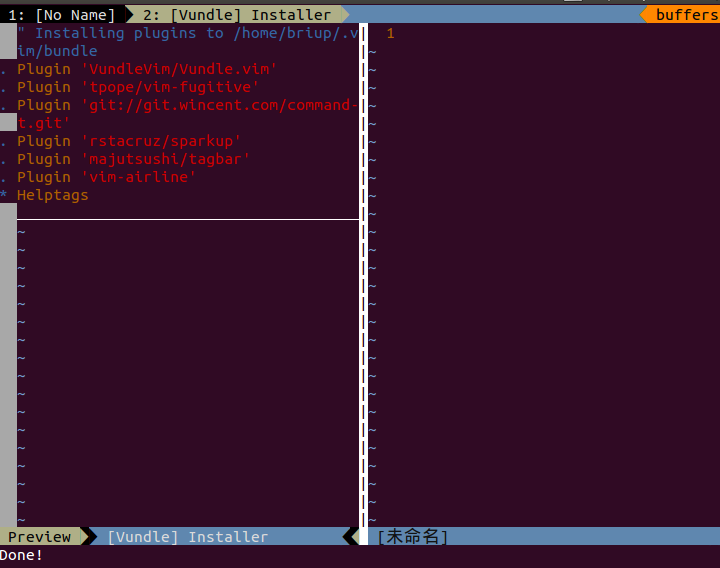 1: [No Name] 2: [Vundle] Installer buffers
" Installing plugins to /home/briup/.v
im/bundle
. Plugin 'VundleVim/Vundle.vim'
. Plugin 'tpope/vim-fugitive'
. Plugin 'git://git.wincent.com/command-
t.git'
. Plugin 'rstacruz/sparkup'
. Plugin 'majutsushi/tagbar'
. Plugin 'vim-airline'
* Helptags
1
Preview [Vundle] Installer [未命名]
Done!